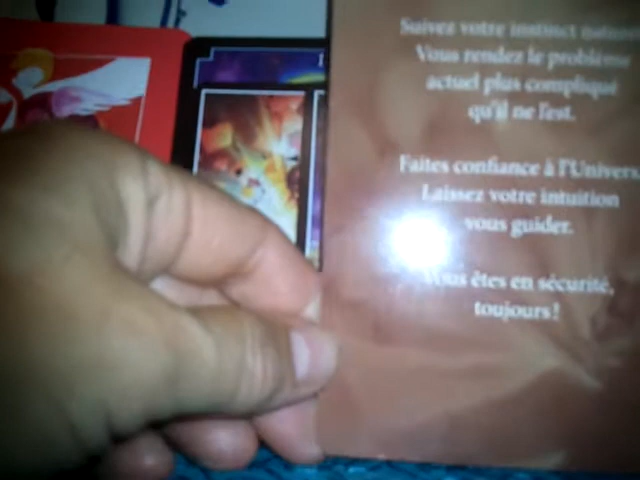 Suivez votre instinct
Vous rendez le problème
actuel plus compliqué
qu'il ne l'est.
Faites confiance à l'Univers.
Laissez votre intuition
vous guider.
Vous êtes en sécurité,
toujours!